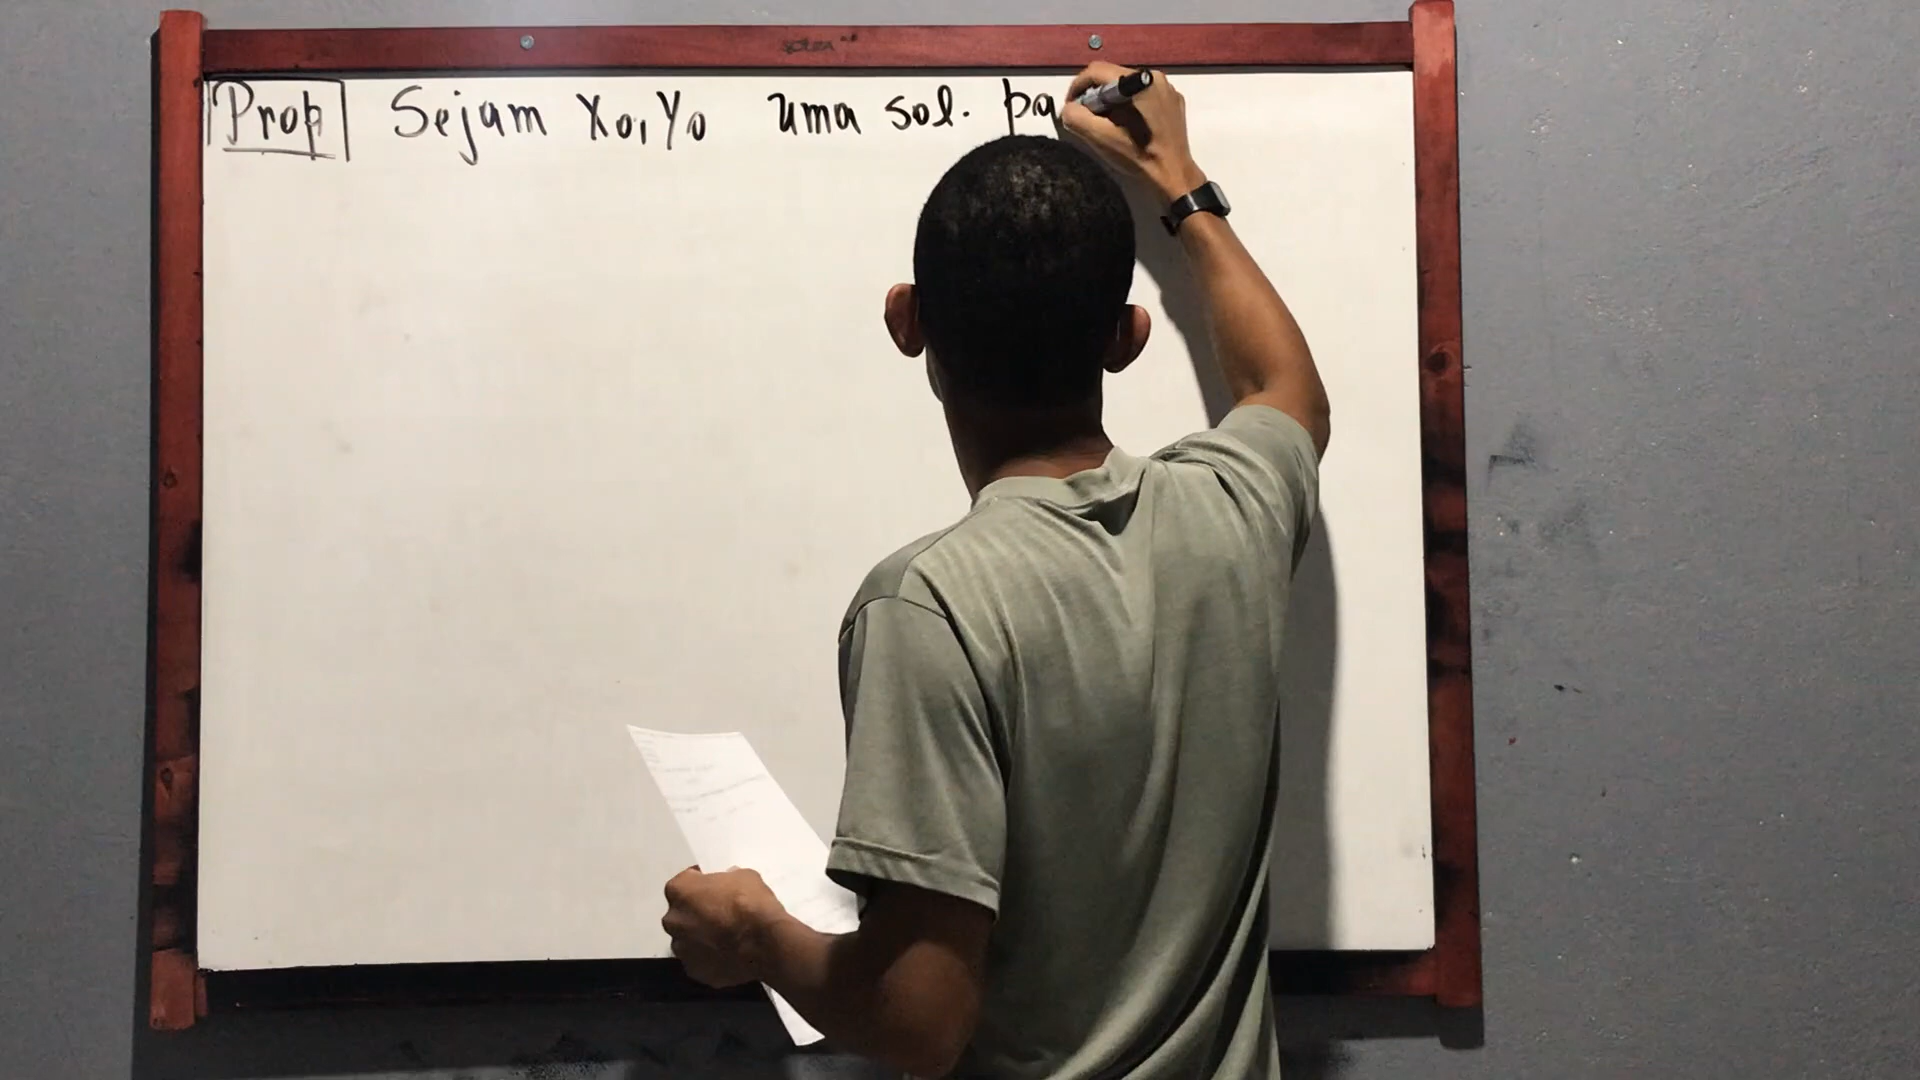 Prop Sejam X₀,Y₀ uma sol. pa